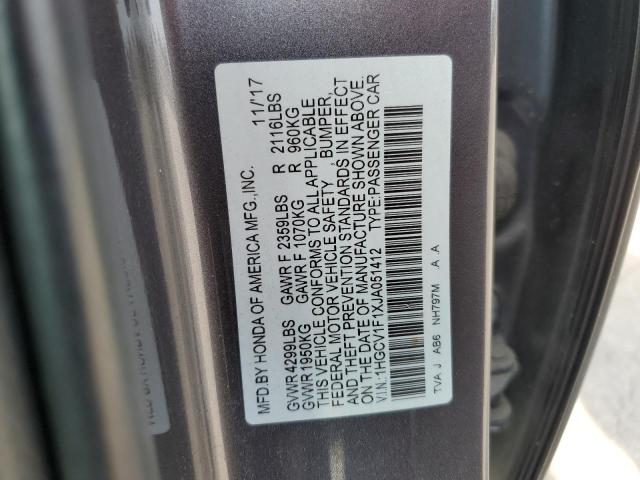 MFD.BY HONDA OF AMERICA MFG.,INC. 11/17
GVWR 4299LBS GAWR F 2359LBS R 2116LBS
GVWR 1950KG GAWR F 1070KG R 960KG
THIS VEHICLE CONFORMS TO ALL APPLICABLE
FEDERAL MOTOR VEHICLE SAFETY , BUMPER,
AND THEFT PREVENTION STANDARDS IN EFFECT
ON THE DATE OF MANUFACTURE SHOWN ABOVE.
V.I.N:1HGCV1F1XJA051412 TYPE:PASSENGER CAR
TVA J AB6 NH797M A A